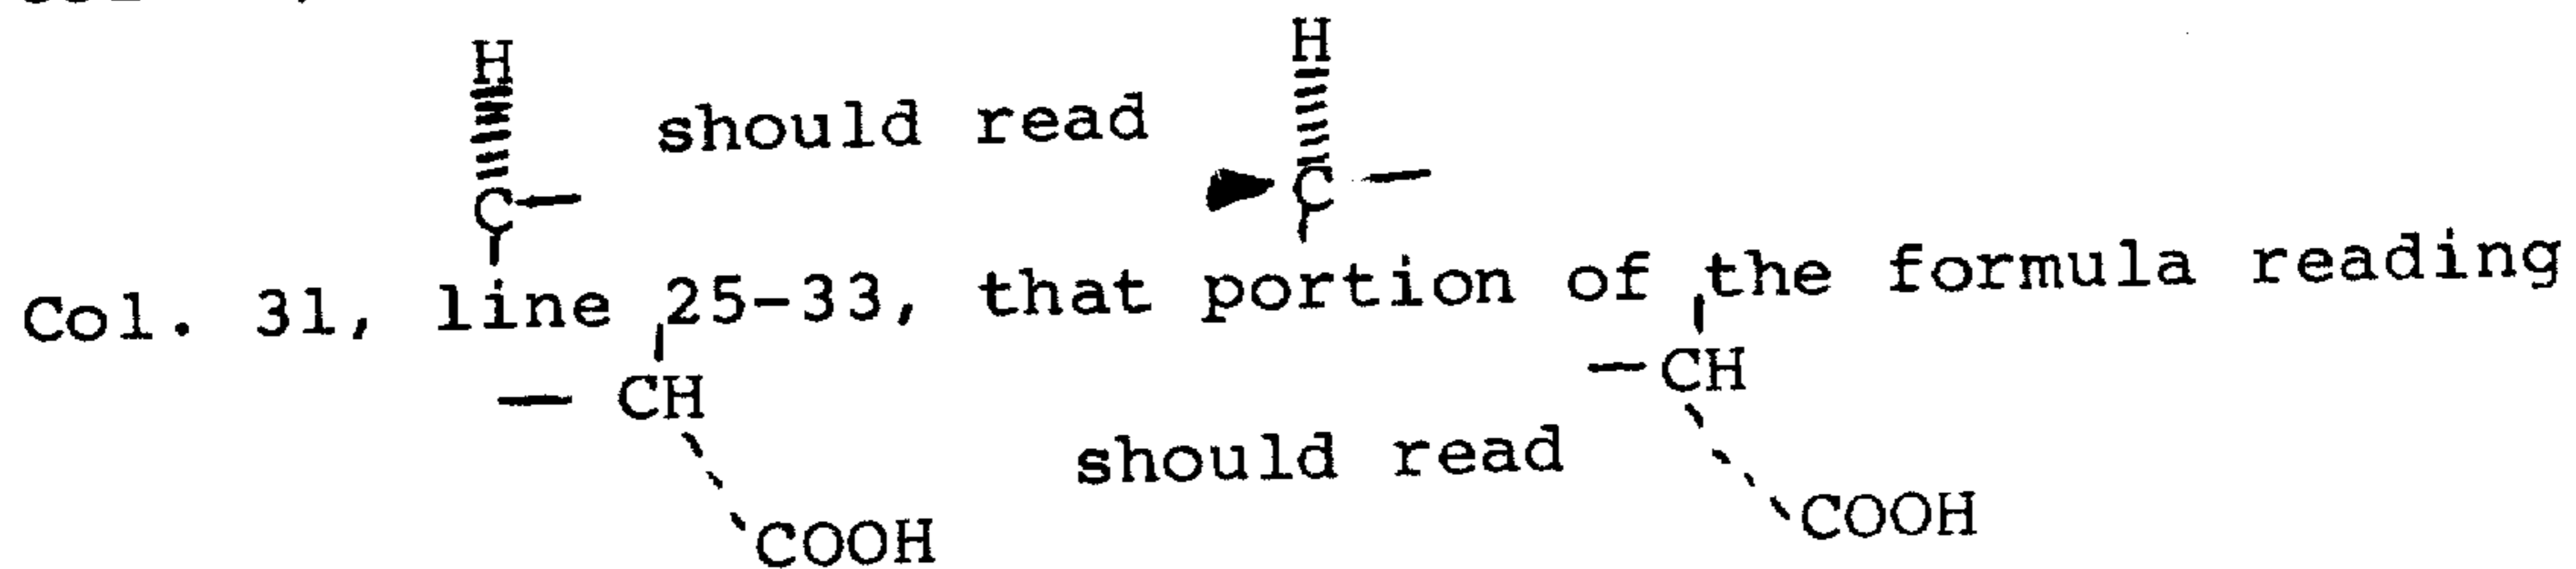 H H
should read
C— C —
Col. 31, line 25-33, that portion of the formula reading
— CH —CH
should read
COOH COOH